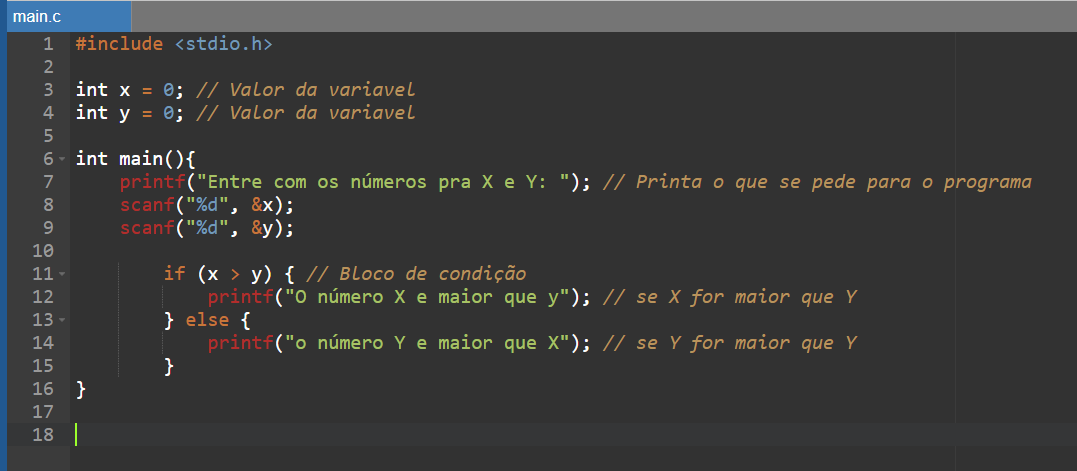 main.c
1 #include <stdio.h>
2
3 int x = 0; // Valor da variavel
4 int y = 0; // Valor da variavel
5
6 int main(){
7 printf("Entre com os números pra X e Y: "); // Printa o que se pede para o programa
8 scanf("%d", &x);
9 scanf("%d", &y);
10
11 if (x > y) { // Bloco de condição
12 printf("O número X e maior que y"); // se X for maior que Y
13 } else {
14 printf("o número Y e maior que X"); // se Y for maior que Y
15 }
16 }
17
18